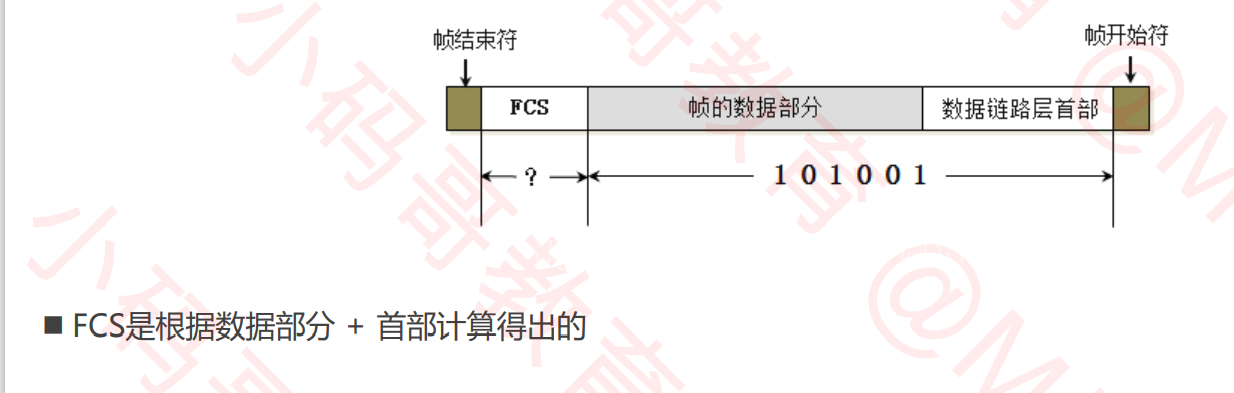 帧结束符
帧开始符
FCS
帧的数据部分
数据链路层首部
?
101001
■ FCS是根据数据部分 + 首部计算得出的
小码哥教育 @M
小码哥教育 @M